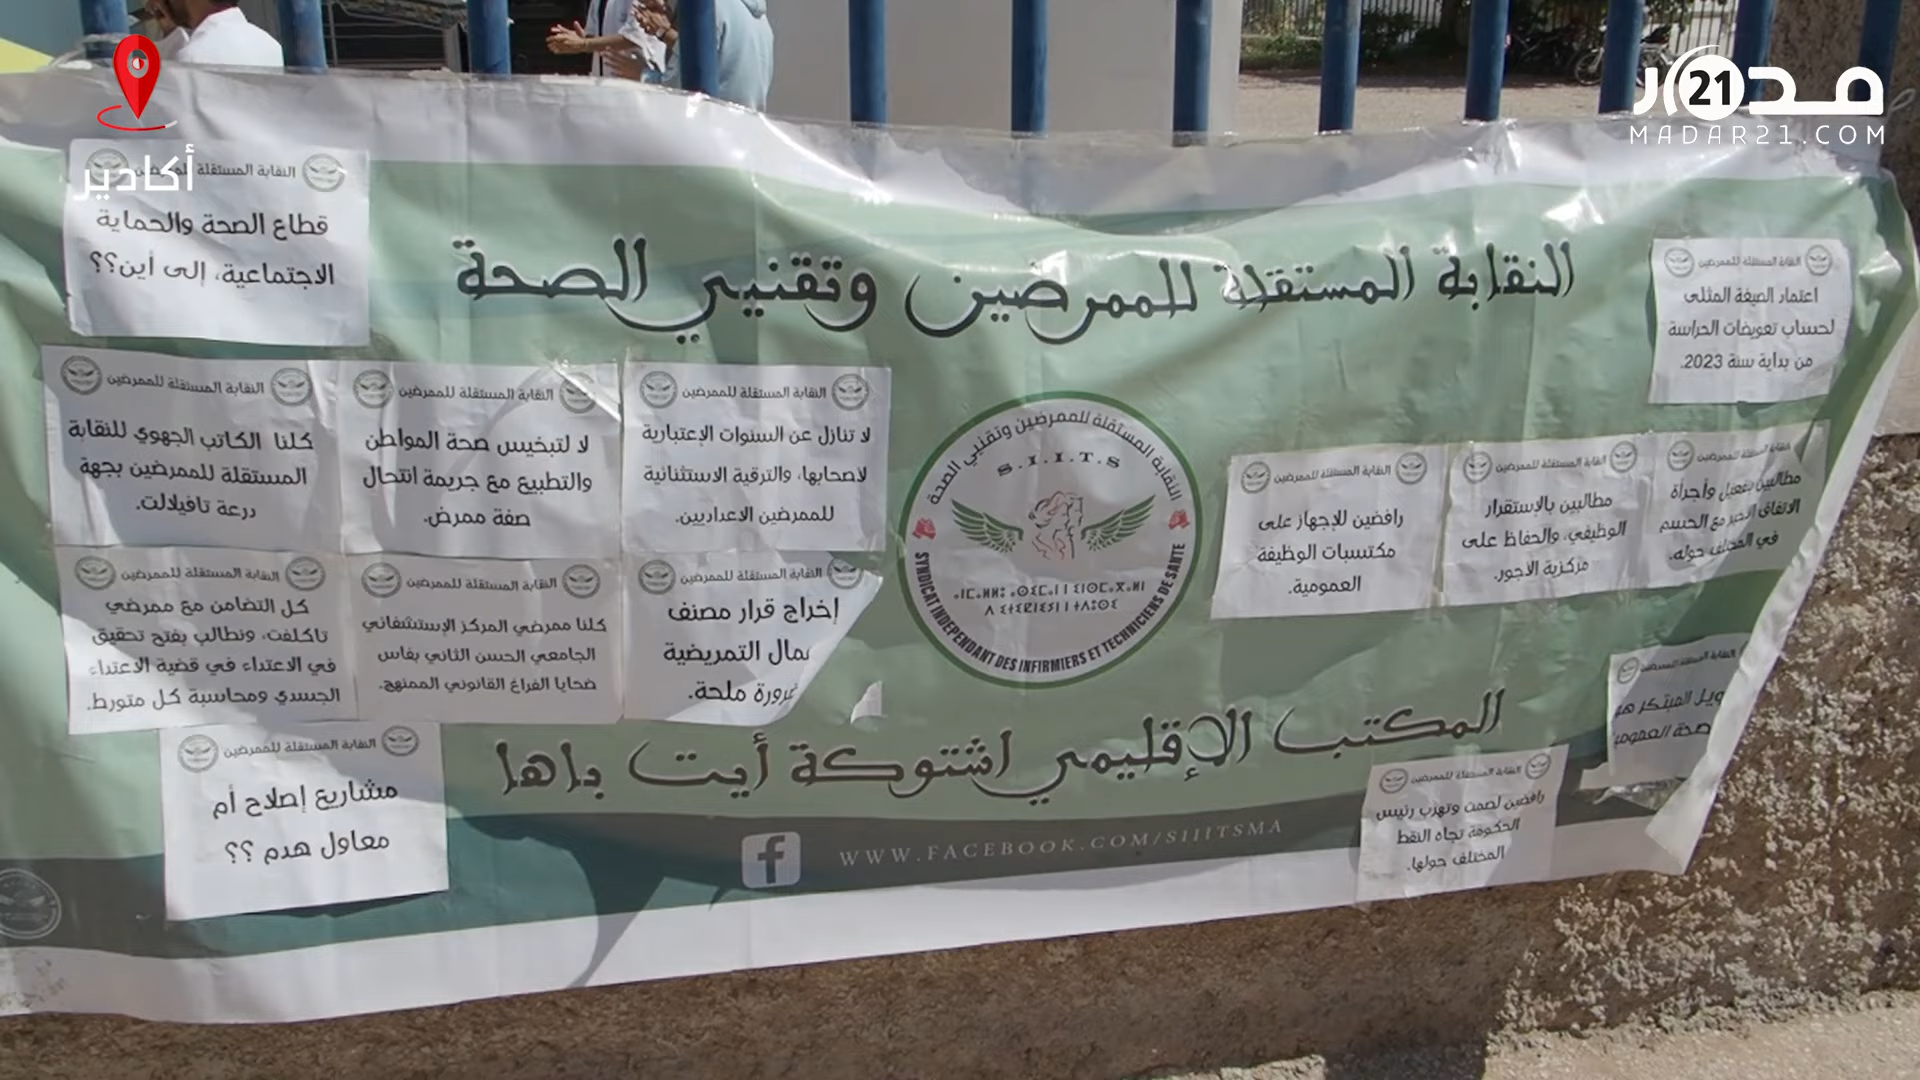 مدار 21
MADAR21.COM
أكادير
النقابة المستقلة للممرضين وتقنيي الصحة
النقابة المستقلة للممرضين وتقنيي الصحة
S.I.I.T.S
SYNDICAT INDEPENDANT DES INFIRMIERS ET TECHNICIENS DE SANTE
المكتب الإقليمي اشتوكة أيت باها
WWW.FACEBOOK.COM/SIIITSMA
النقابة المستقلة للممرضين
اعتماد الصيغة المثلى
لحساب تعويضات الحراسة
من بداية سنة 2023.
النقابة المستقلة للممرضين
مطالبين بتفعيل وأجرأة
الاتفاق
مع الحسم
في
حوله.
النقابة المستقلة للممرضين
مطالبين بالإستقرار
الوظيفي، والحفاظ على
مركزية الاجور.
النقابة المستقلة للممرضين
رافضين للإجهاز على
مكتسبات الوظيفة
العمومية.
النقابة المستقلة للممرضين
المبتكر
النقابة المستقلة للممرضين
رافضين لصمت وتهرب رئيس
الحكومة تجاه النقط
المختلف حولها.
النقابة المستقلة للممرضين
قطاع الصحة والحماية
الاجتماعية، إلى أين؟؟
النقابة المستقلة للممرضين
لا تنازل عن السنوات الإعتبارية
لاصحابها، والترقية الاستثنائية
للممرضين الاعداديين.
النقابة المستقلة للممرضين
لا لتبخيس صحة المواطن
والتطبيع مع جريمة انتحال
صفة ممرض.
النقابة المستقلة للممرضين
كلنا الكاتب الجهوي للنقابة
المستقلة للممرضين بجهة
درعة تافيلالت.
النقابة المستقلة للممرضين
إخراج قرار مصنف
التمريضية
ملحة.
النقابة المستقلة للممرضين
كلنا ممرضي المركز الإستشفائي
الجامعي الحسن الثاني بفاس
ضحايا الفراغ القانوني الممنهج.
النقابة المستقلة للممرضين
كل التضامن مع ممرضي
تاكلفت، ونطالب بفتح تحقيق
في الاعتداء في قضية الاعتداء
الجسدي ومحاسبة كل متورط.
النقابة المستقلة للممرضين
مشاريع إصلاح أم
معاول هدم ؟؟